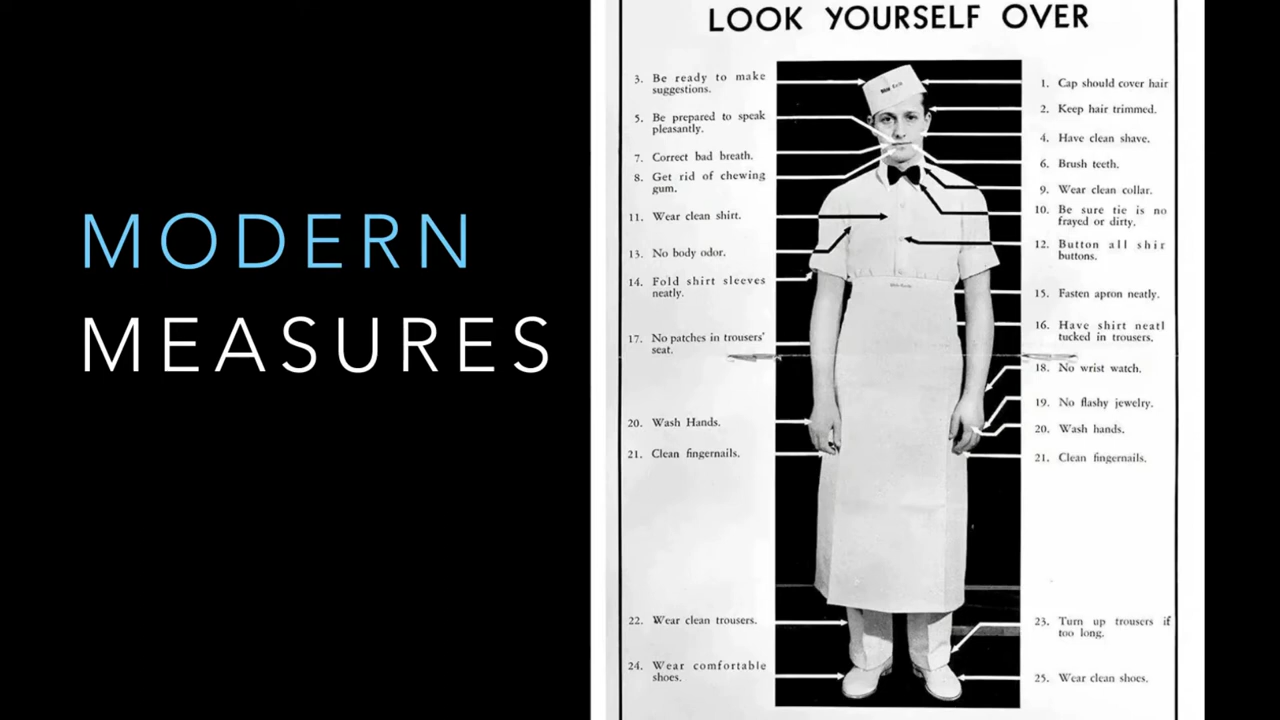 MODERN
MEASURES
LOOK YOURSELF OVER
3. Be ready to make
suggestions.
5. Be prepared to speak
pleasantly.
7. Correct bad breath.
8. Get rid of chewing
gum.
11. Wear clean shirt.
13. No body odor.
14. Fold shirt sleeves
neatly.
17. No patches in trousers'
seat.
20. Wash Hands.
21. Clean fingernails.
22. Wear clean trousers.
24. Wear comfortable
shoes.
1. Cap should cover hair
2. Keep hair trimmed.
4. Have clean shave.
6. Brush teeth.
9. Wear clean collar.
10. Be sure tie is no
frayed or dirty.
12. Button all shir
buttons.
15. Fasten apron neatly.
16. Have shirt neatl
tucked in trousers.
18. No wrist watch.
19. No flashy jewelry.
20. Wash hands.
21. Clean fingernails.
23. Turn up trousers if
too long.
25. Wear clean shoes.